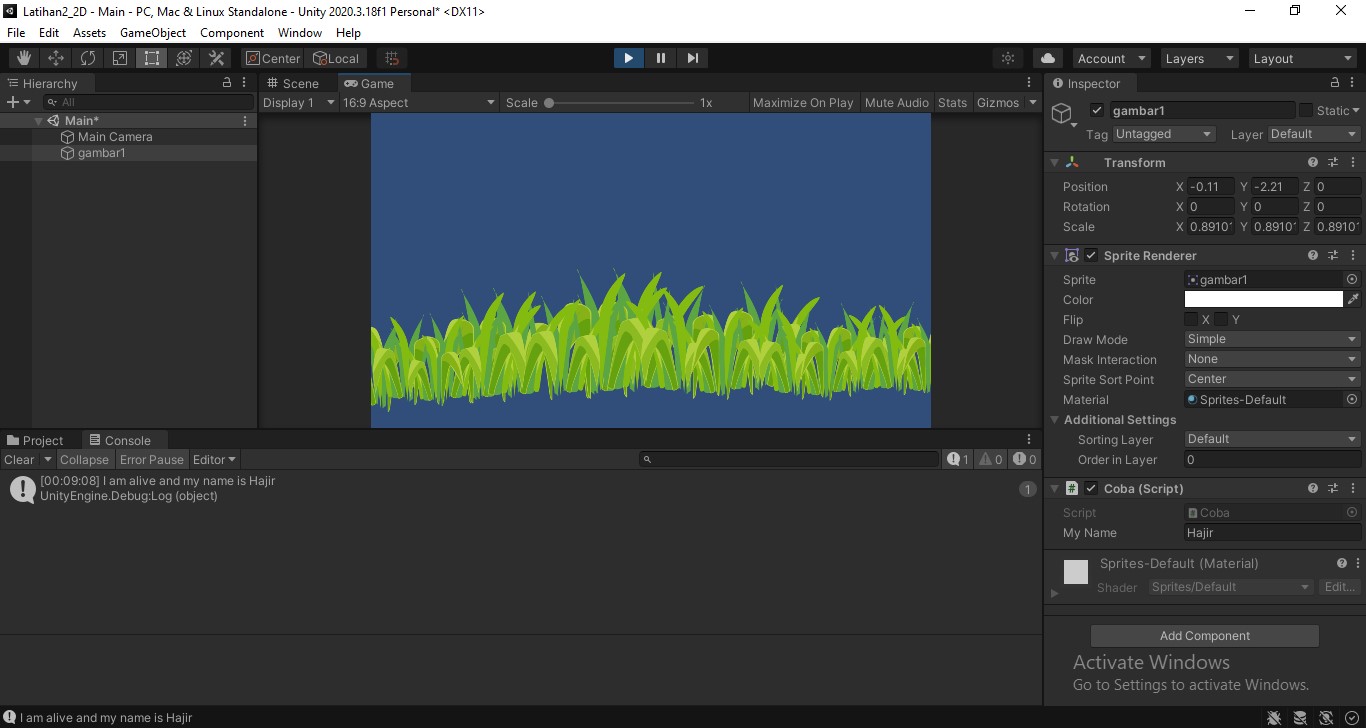 Latihan2_2D - Main - PC, Mac & Linux Standalone - Unity 2020.3.18f1 Personal* <DX11>
File Edit Assets GameObject Component Window Help
Center Local Account Layers Layout
Hierarchy
All
Main*
Main Camera
gambar1
Scene Game
Display 1 16:9 Aspect Scale 1x Maximize On Play Mute Audio Stats Gizmos
Inspector
gambar1 Static
Tag Untagged Layer Default
Transform
Position X -0.11 Y -2.21 Z 0
Rotation X 0 Y 0 Z 0
Scale X 0.8910 Y 0.8910 Z 0.8910
Sprite Renderer
Sprite gambar1
Color
Flip X Y
Draw Mode Simple
Mask Interaction None
Sprite Sort Point Center
Material Sprites-Default
Additional Settings
Sorting Layer Default
Order in Layer 0
Coba (Script)
Script Coba
My Name Hajir
Sprites-Default (Material)
Shader Sprites/Default Edit...
Add Component
Activate Windows
Go to Settings to activate Windows.
Project Console
Clear Collapse Error Pause Editor 1 0 0
[00:09:08] I am alive and my name is Hajir
UnityEngine.Debug:Log (object)
1
I am alive and my name is Hajir